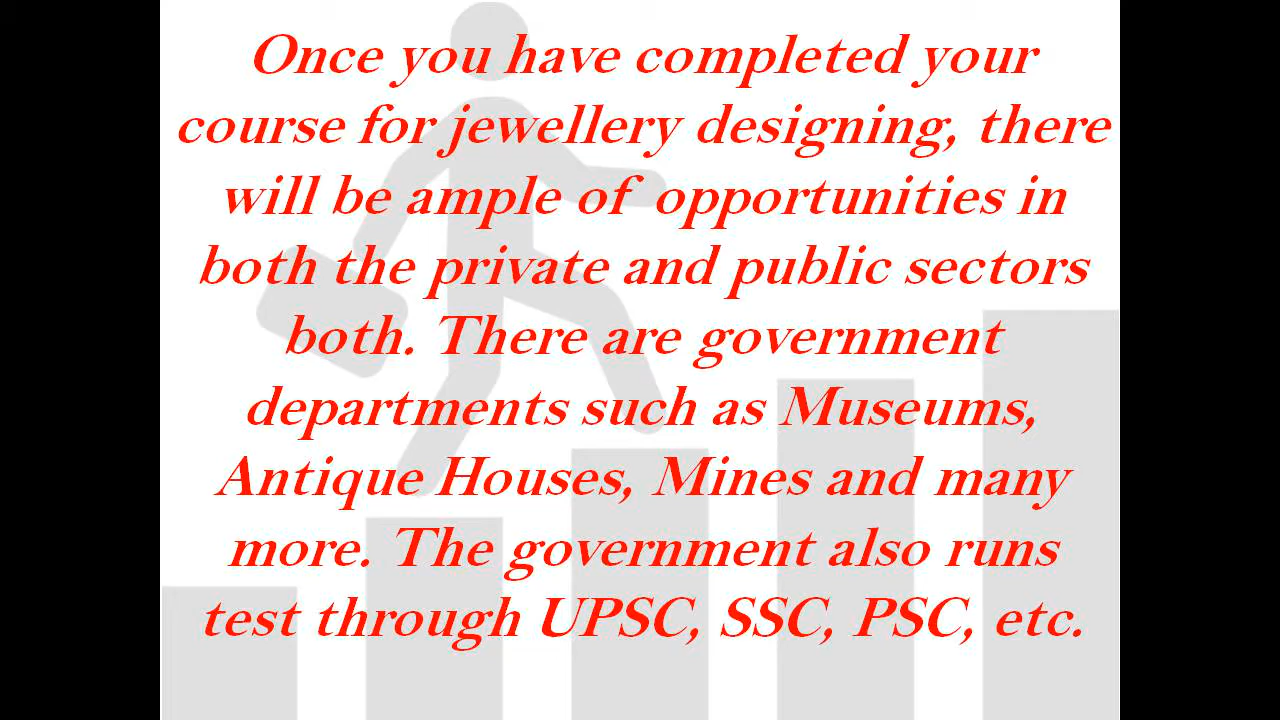 Once you have completed your
course for jewellery designing, there
will be ample of opportunities in
both the private and public sectors
both. There are government
departments such as Museums,
Antique Houses, Mines and many
more. The government also runs
test through UPSC, SSC, PSC, etc.